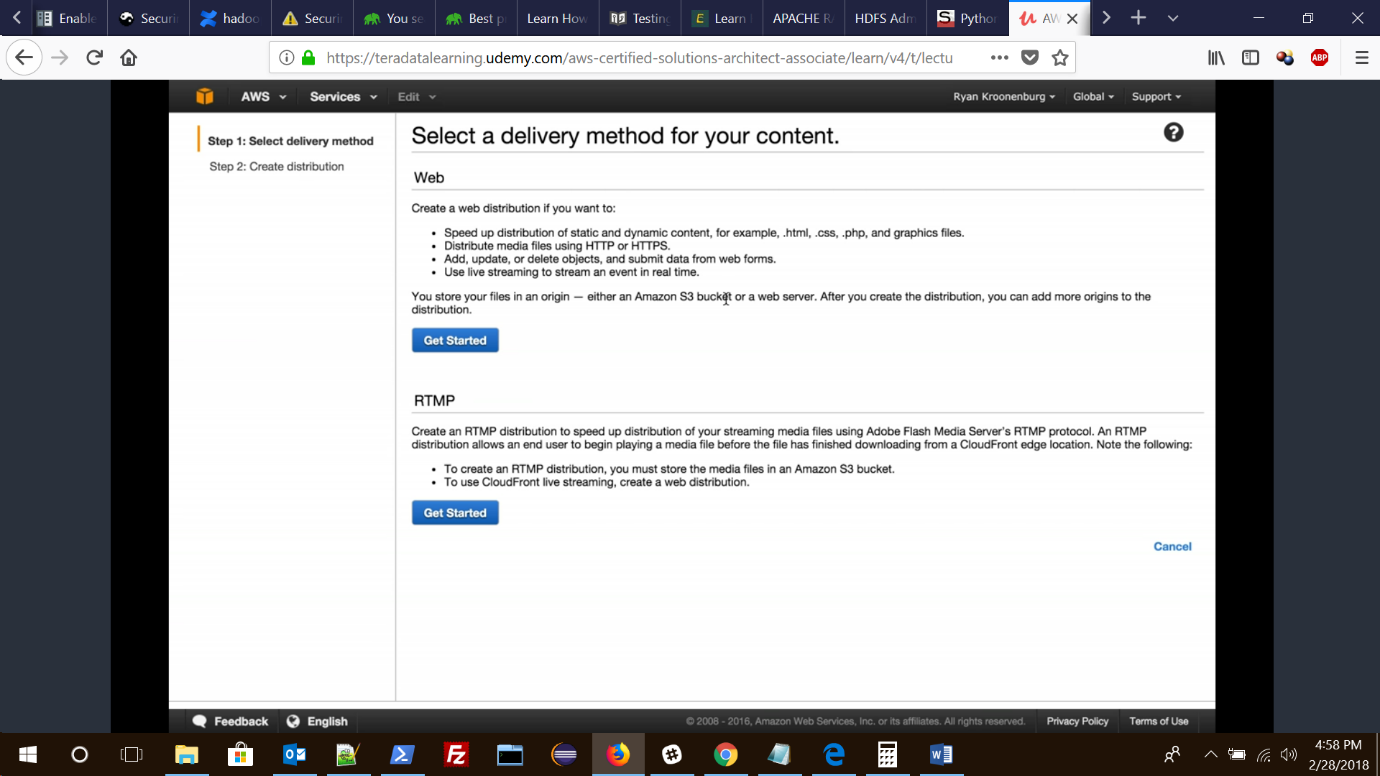 Enable
Securi
hadoo
Securi
You se
Best p
Learn How
Testing
Learn
APACHE RA
HDFS Adm
Python
AW
https://teradatalearning.udemy.com/aws-certified-solutions-architect-associate/learn/v4/t/lectu
ABP
AWS Services Edit
Ryan Kroonenburg Global Support
Step 1: Select delivery method
Step 2: Create distribution
Select a delivery method for your content.
?
Web
Create a web distribution if you want to:
• Speed up distribution of static and dynamic content, for example, .html, .css, .php, and graphics files.
• Distribute media files using HTTP or HTTPS.
• Add, update, or delete objects, and submit data from web forms.
• Use live streaming to stream an event in real time.
You store your files in an origin — either an Amazon S3 bucket or a web server. After you create the distribution, you can add more origins to the
distribution.
Get Started
RTMP
Create an RTMP distribution to speed up distribution of your streaming media files using Adobe Flash Media Server's RTMP protocol. An RTMP
distribution allows an end user to begin playing a media file before the file has finished downloading from a CloudFront edge location. Note the following:
• To create an RTMP distribution, you must store the media files in an Amazon S3 bucket.
• To use CloudFront live streaming, create a web distribution.
Get Started
Cancel
Feedback English
© 2008 - 2016, Amazon Web Services, Inc. or its affiliates. All rights reserved. Privacy Policy Terms of Use
4:58 PM
2/28/2018